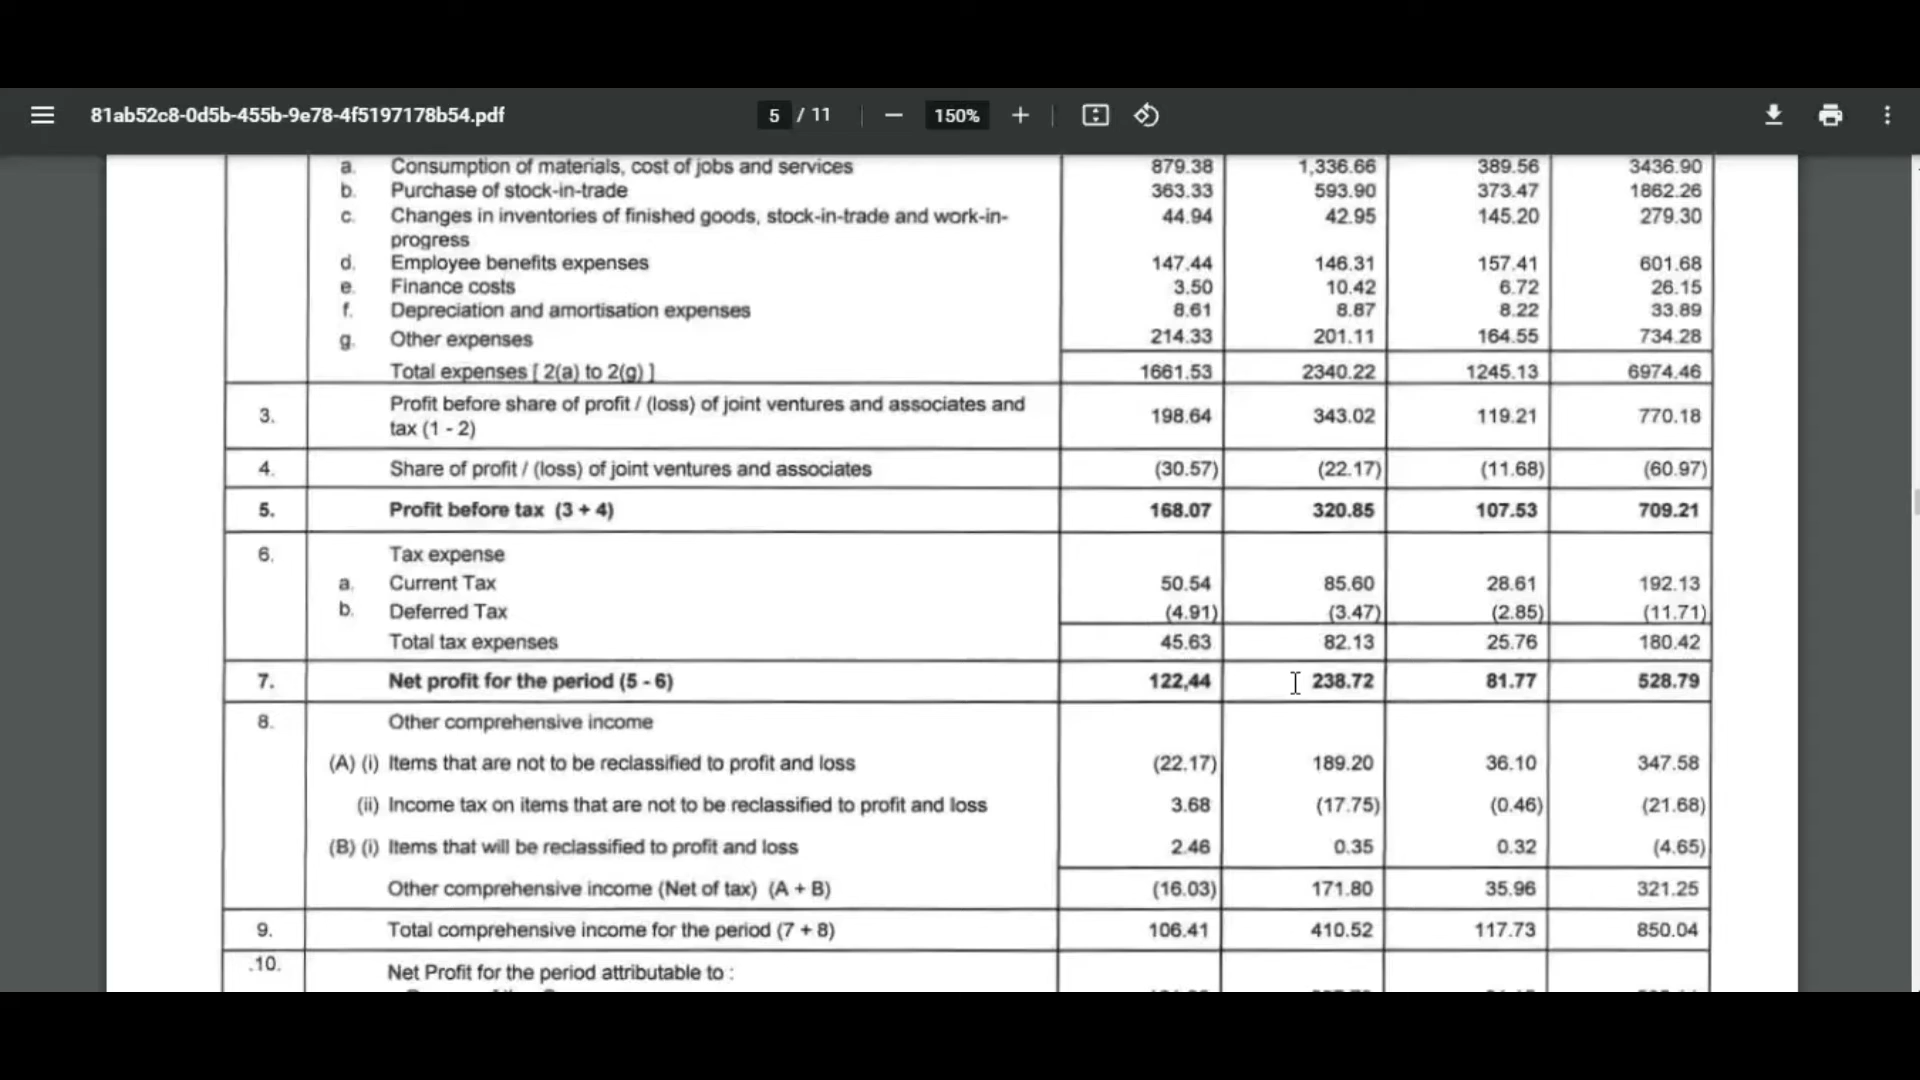 81ab52c8-0d5b-455b-9e78-4f5197178b54.pdf 5 / 11 150%
a. Consumption of materials, cost of jobs and services 879.38 1,336.66 389.56 3436.90
b. Purchase of stock-in-trade 363.33 593.90 373.47 1862.26
c. Changes in inventories of finished goods, stock-in-trade and work-in- 44.94 42.95 145.20 279.30
progress
d. Employee benefits expenses 147.44 146.31 157.41 601.68
e. Finance costs 3.50 10.42 6.72 26.15
f. Depreciation and amortisation expenses 8.61 8.87 8.22 33.89
g. Other expenses 214.33 201.11 164.55 734.28
Total expenses [ 2(a) to 2(g) ] 1661.53 2340.22 1245.13 6974.46
3. Profit before share of profit / (loss) of joint ventures and associates and 198.64 343.02 119.21 770.18
tax (1 - 2)
4. Share of profit / (loss) of joint ventures and associates (30.57) (22.17) (11.68) (60.97)
5. Profit before tax (3 + 4) 168.07 320.85 107.53 709.21
6. Tax expense
a. Current Tax 50.54 85.60 28.61 192.13
b. Deferred Tax (4.91) (3.47) (2.85) (11.71)
Total tax expenses 45.63 82.13 25.76 180.42
7. Net profit for the period (5 - 6) 122,44 238.72 81.77 528.79
8. Other comprehensive income
(A) (i) Items that are not to be reclassified to profit and loss (22.17) 189.20 36.10 347.58
(ii) Income tax on items that are not to be reclassified to profit and loss 3.68 (17.75) (0.46) (21.68)
(B) (i) Items that will be reclassified to profit and loss 2.46 0.35 0.32 (4.65)
Other comprehensive income (Net of tax) (A + B) (16.03) 171.80 35.96 321.25
9. Total comprehensive income for the period (7 + 8) 106.41 410.52 117.73 850.04
.10. Net Profit for the period attributable to :